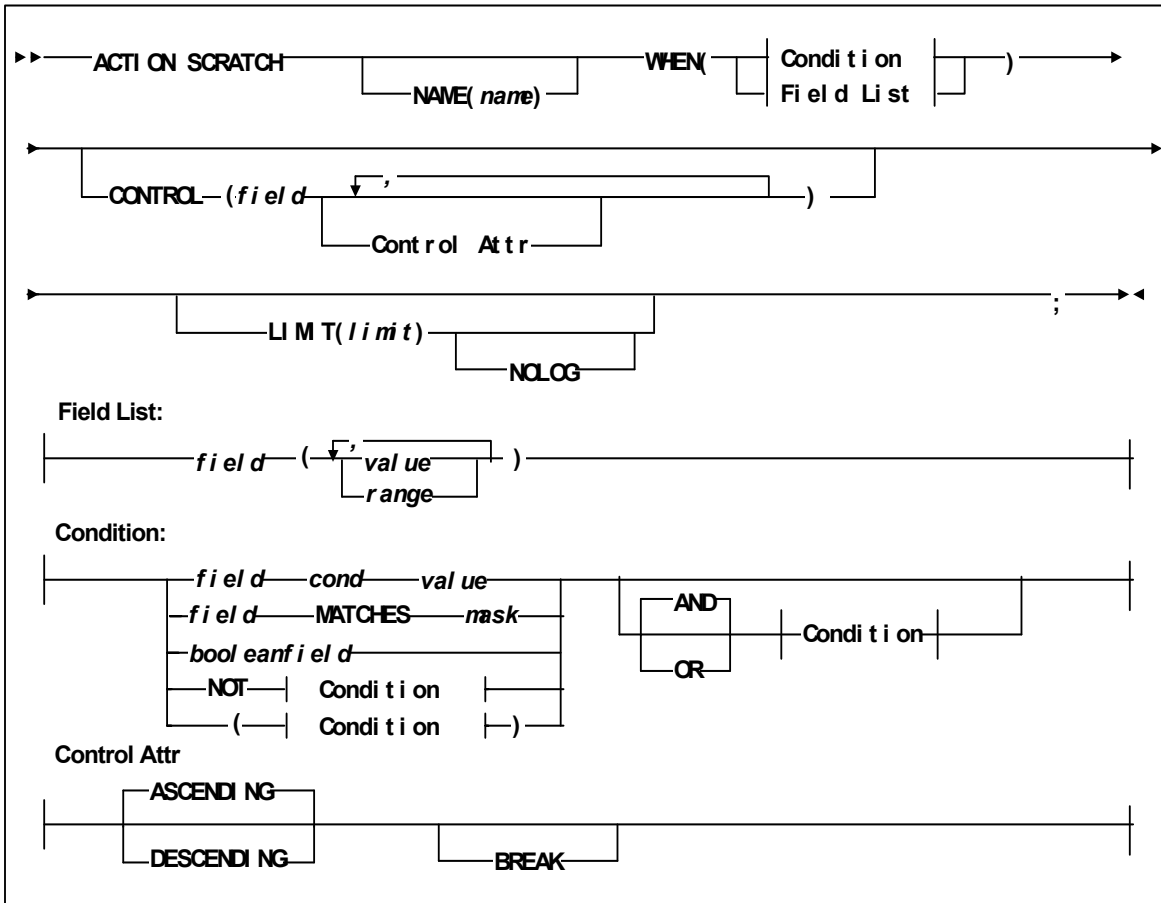 ACTION SCRATCH NAME(name) WHEN( Condition )
Field List
CONTROL (field , )
Control Attr
LIMIT(limit) ;
NOLOG
Field List:
field ( , value )
range
Condition:
field cond value
field MATCHES mask
booleanfield
NOT Condition
( Condition )
AND
OR
Condition
Control Attr
ASCENDING
DESCENDING
BREAK